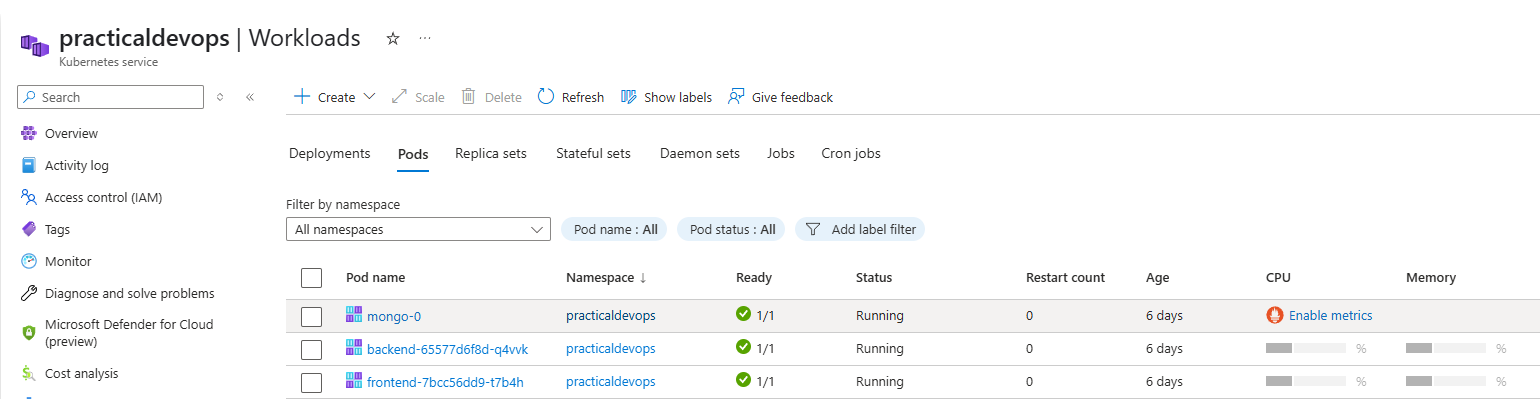 practicaldevops | Workloads ☆ ...
Kubernetes service
Search
Create Scale Delete Refresh Show labels Give feedback
Overview
Activity log
Access control (IAM)
Tags
Monitor
Diagnose and solve problems
Microsoft Defender for Cloud
(preview)
Cost analysis
Deployments Pods Replica sets Stateful sets Daemon sets Jobs Cron jobs
Filter by namespace
All namespaces Pod name : All Pod status : All Add label filter
Pod name Namespace ↓ Ready Status Restart count Age CPU Memory
mongo-0 practicaldevops 1/1 Running 0 6 days Enable metrics
backend-65577d6f8d-q4vvk practicaldevops 1/1 Running 0 6 days % %
frontend-7bcc56dd9-t7b4h practicaldevops 1/1 Running 0 6 days % %